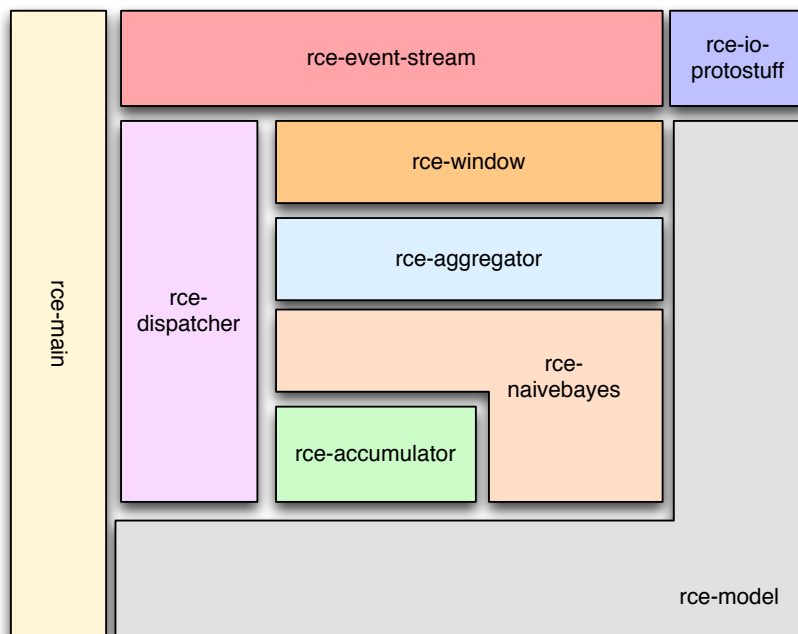 rce-event-stream
rce-io-
protostuff
rce-window
rce-aggregator
rce-main
rce-
dispatcher
rce-
naivebayes
rce-accumulator
rce-model